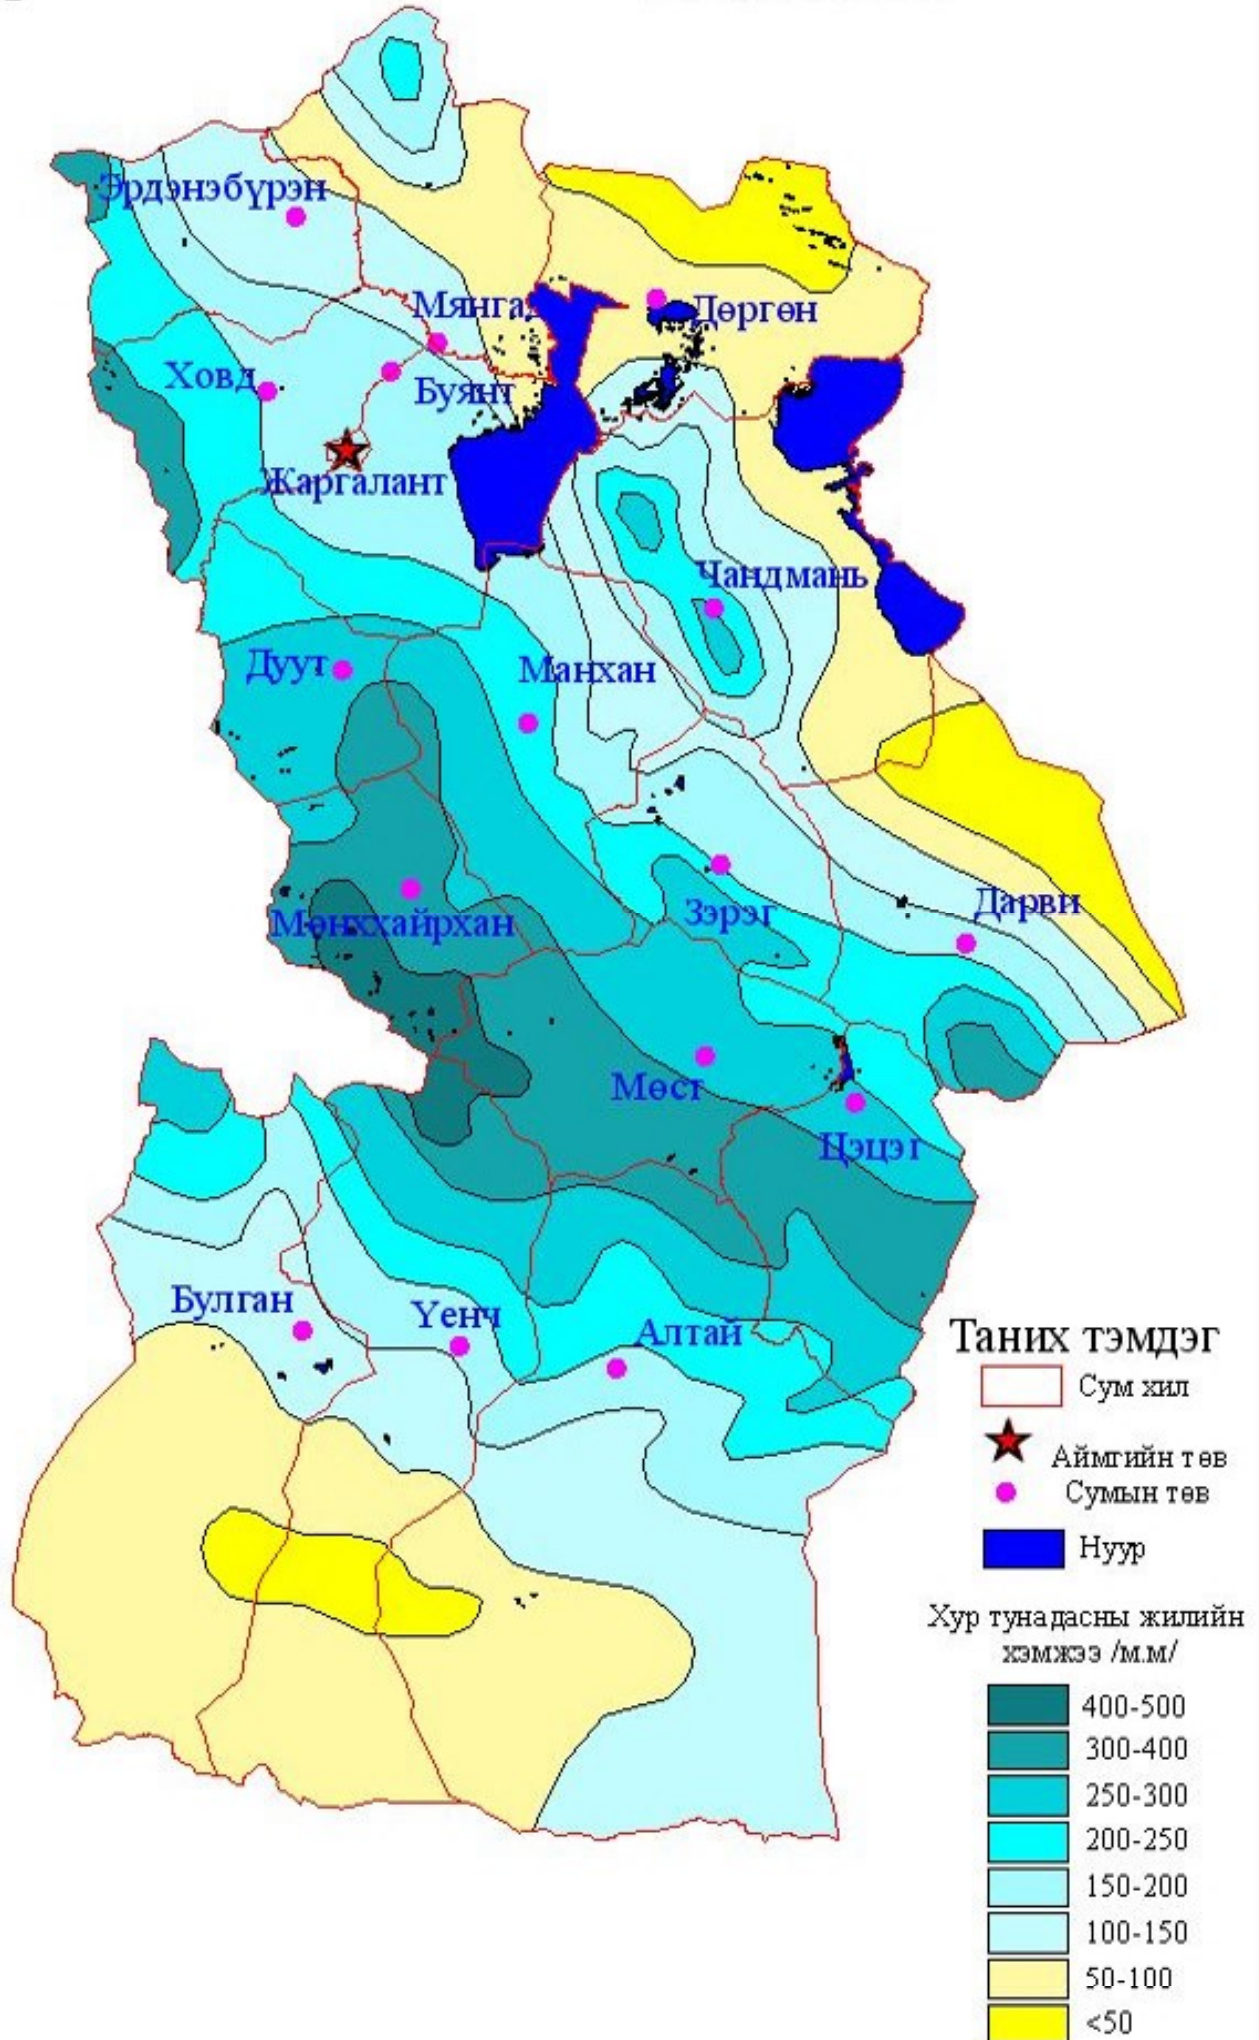 Эрдэнэбүрэн
Мянгад
Дөргөн
Ховд
Буянт
Жаргалант
Чандмань
Дуут
Манхан
Зэрэг
Дарви
Мөнххайрхан
Мөст
Цэцэг
Булган
Үенч
Алтай
Таних тэмдэг
Сум хил
Аймгийн төв
Сумын төв
Нуур
Хур тунадасны жилийн
хэмжээ /м.м/
400-500
300-400
250-300
200-250
150-200
100-150
50-100
<50